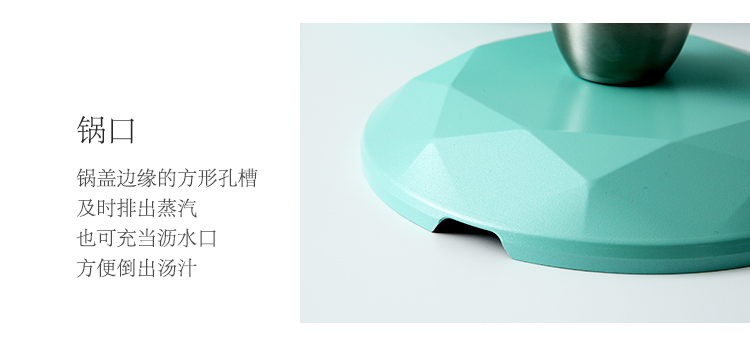 锅口
锅盖边缘的方形孔槽
及时排出蒸汽
也可充当沥水口
方便倒出汤汁